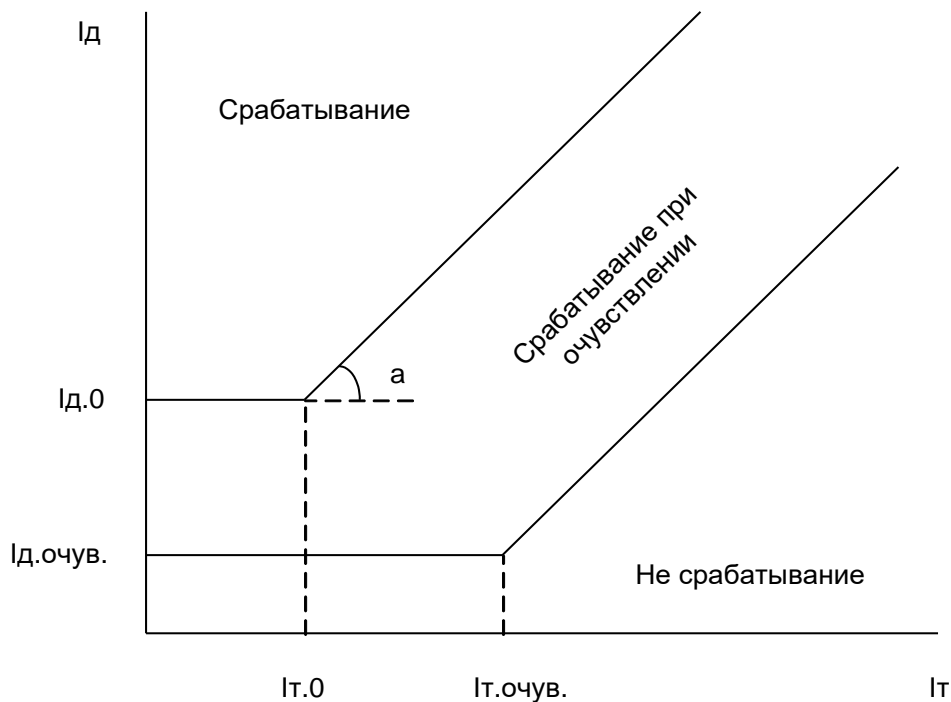 Iд
Срабатывание
Срабатывание при
очувствлении
a
Iд.0
Iд.очув.
Не срабатывание
Iт.0
Iт.очув.
Iт